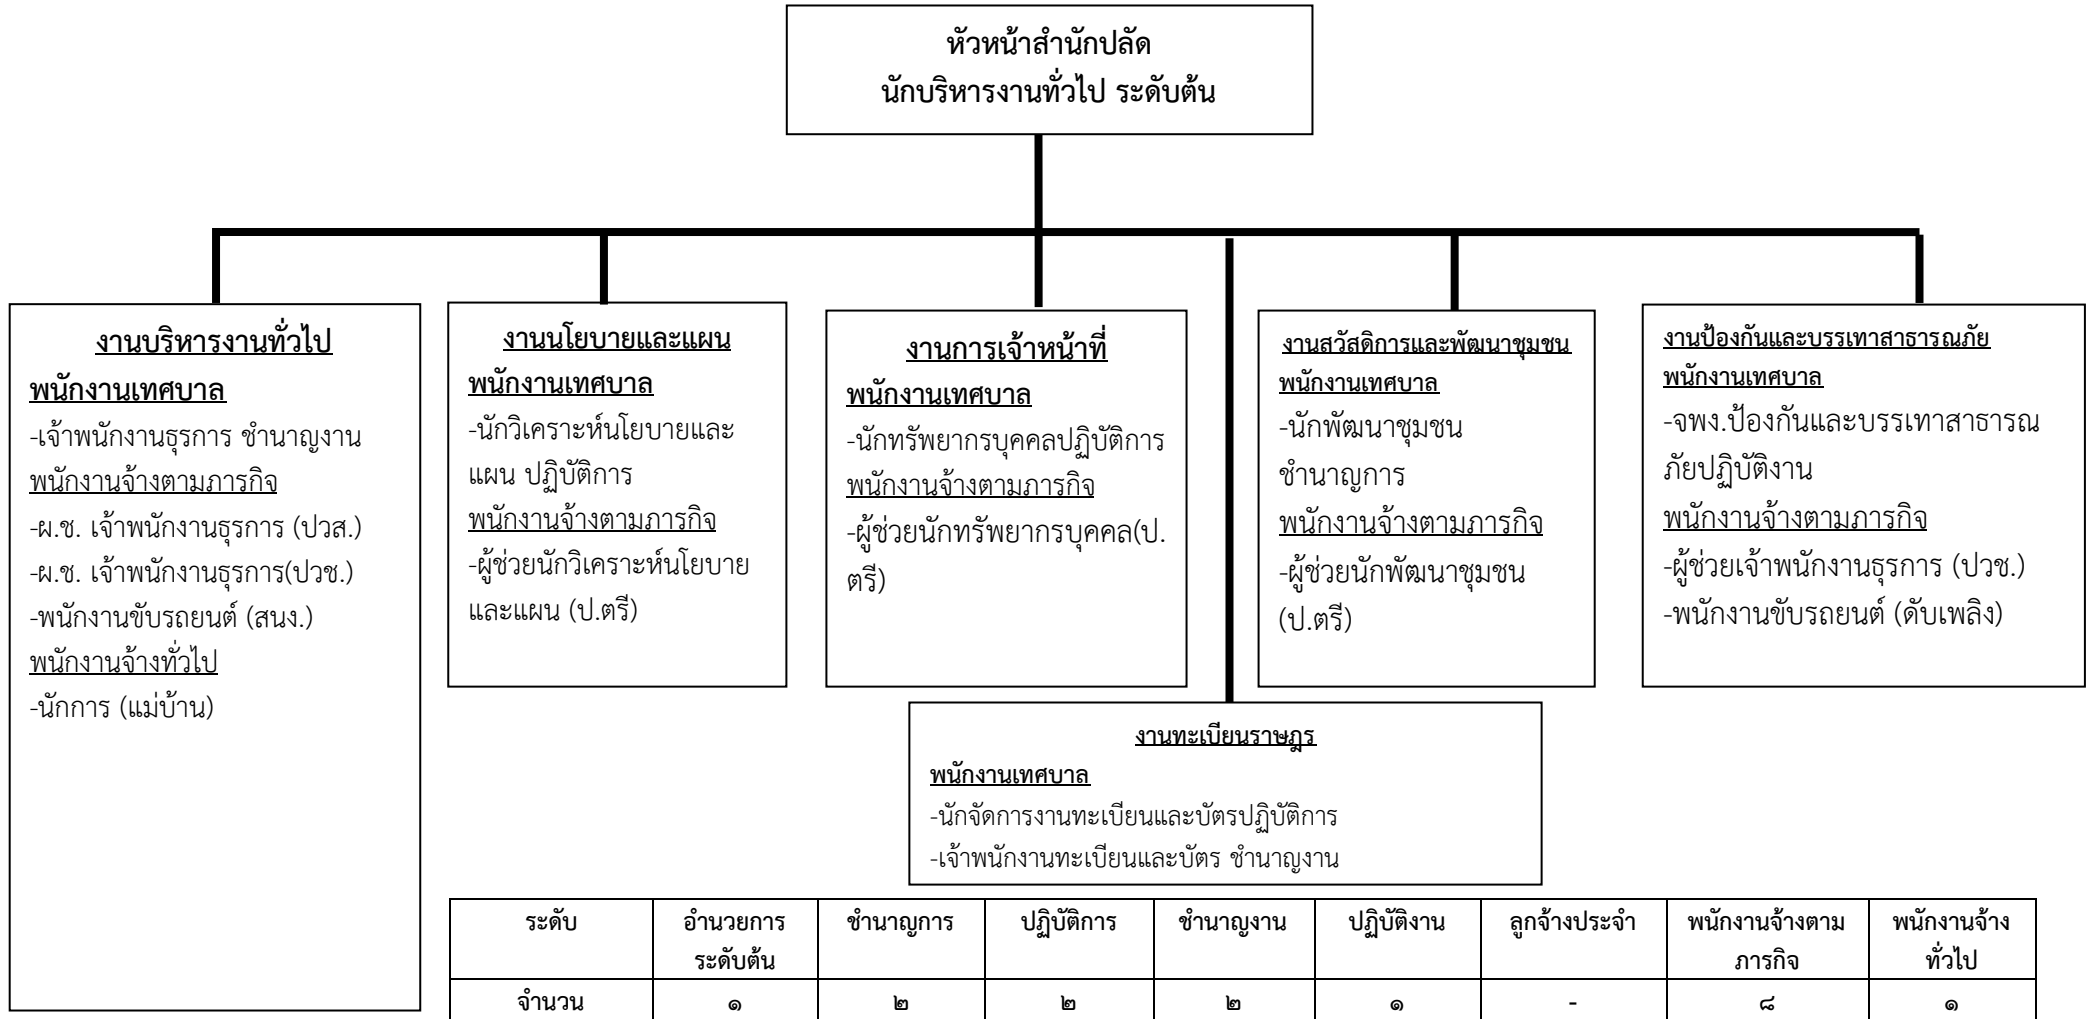 หัวหน้าสำนักปลัด
นักบริหารงานทั่วไป ระดับต้น
งานบริหารงานทั่วไป
พนักงานเทศบาล
-เจ้าพนักงานธุรการ ชำนาญงาน
พนักงานจ้างตามภารกิจ
-ผ.ช. เจ้าพนักงานธุรการ (ปวส.)
-ผ.ช. เจ้าพนักงานธุรการ(ปวช.)
-พนักงานขับรถยนต์ (สนง.)
พนักงานจ้างทั่วไป
-นักการ (แม่บ้าน)
งานนโยบายและแผน
พนักงานเทศบาล
-นักวิเคราะห์นโยบายและ
แผน ปฏิบัติการ
พนักงานจ้างตามภารกิจ
-ผู้ช่วยนักวิเคราะห์นโยบาย
และแผน (ป.ตรี)
งานการเจ้าหน้าที่
พนักงานเทศบาล
-นักทรัพยากรบุคคลปฏิบัติการ
พนักงานจ้างตามภารกิจ
-ผู้ช่วยนักทรัพยากรบุคคล(ป.
ตรี)
งานสวัสดิการและพัฒนาชุมชน
พนักงานเทศบาล
-นักพัฒนาชุมชน
ชำนาญการ
พนักงานจ้างตามภารกิจ
-ผู้ช่วยนักพัฒนาชุมชน
(ป.ตรี)
งานป้องกันและบรรเทาสาธารณภัย
พนักงานเทศบาล
-จพง.ป้องกันและบรรเทาสาธารณ
ภัยปฏิบัติงาน
พนักงานจ้างตามภารกิจ
-ผู้ช่วยเจ้าพนักงานธุรการ (ปวช.)
-พนักงานขับรถยนต์ (ดับเพลิง)
งานทะเบียนราษฎร
พนักงานเทศบาล
-นักจัดการงานทะเบียนและบัตรปฏิบัติการ
-เจ้าพนักงานทะเบียนและบัตร ชำนาญงาน
ระดับ อำนวยการ ชำนาญการ ปฏิบัติการ ชำนาญงาน ปฏิบัติงาน ลูกจ้างประจำ พนักงานจ้างตาม พนักงานจ้าง
ระดับต้น ภารกิจ ทั่วไป
จำนวน ๑ ๒ ๒ ๒ ๑ - ๘ ๑